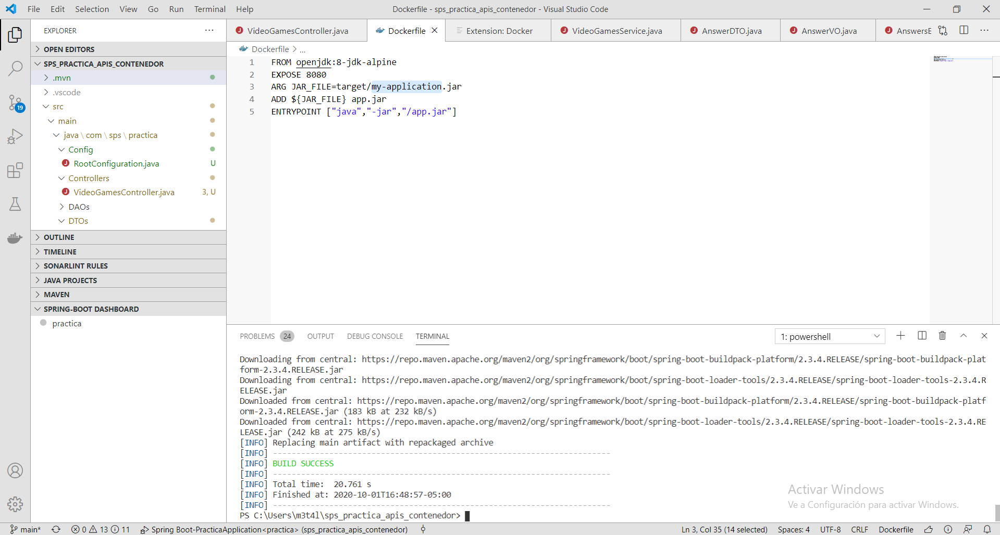 File Edit Selection View Go Run Terminal Help
Dockerfile - sps_practica_apis_contenedor - Visual Studio Code
EXPLORER
OPEN EDITORS
SPS_PRACTICA_APIS_CONTENEDOR
.mvn
.vscode
src
main
java \ com \ sps \ practica
Config
RootConfiguration.java U
Controllers
VideoGamesController.java 3, U
DAOs
DTOs
OUTLINE
TIMELINE
SONARLINT RULES
JAVA PROJECTS
MAVEN
SPRING-BOOT DASHBOARD
practica
19
VideoGamesController.java Dockerfile Extension: Docker VideoGamesService.java AnswerDTO.java AnswerVO.java AnswersE
Dockerfile > ...
1 FROM openjdk:8-jdk-alpine
2 EXPOSE 8080
3 ARG JAR_FILE=target/my-application.jar
4 ADD ${JAR_FILE} app.jar
5 ENTRYPOINT ["java","-jar","/app.jar"]
PROBLEMS 24 OUTPUT DEBUG CONSOLE TERMINAL
1: powershell
Downloading from central: https://repo.maven.apache.org/maven2/org/springframework/boot/spring-boot-buildpack-platform/2.3.4.RELEASE/spring-boot-buildpack-plat
form-2.3.4.RELEASE.jar
Downloading from central: https://repo.maven.apache.org/maven2/org/springframework/boot/spring-boot-loader-tools/2.3.4.RELEASE/spring-boot-loader-tools-2.3.4.R
ELEASE.jar
Downloaded from central: https://repo.maven.apache.org/maven2/org/springframework/boot/spring-boot-buildpack-platform/2.3.4.RELEASE/spring-boot-buildpack-platf
orm-2.3.4.RELEASE.jar (183 kB at 232 kB/s)
Downloaded from central: https://repo.maven.apache.org/maven2/org/springframework/boot/spring-boot-loader-tools/2.3.4.RELEASE/spring-boot-loader-tools-2.3.4.RE
LEASE.jar (242 kB at 275 kB/s)
[INFO] Replacing main artifact with repackaged archive
[INFO] ------------------------------------------------------------------------
[INFO] BUILD SUCCESS
[INFO] ------------------------------------------------------------------------
[INFO] Total time:  20.761 s
[INFO] Finished at: 2020-10-01T16:48:57-05:00
[INFO] ------------------------------------------------------------------------
PS C:\Users\m3t4l\sps_practica_apis_contenedor>
Activar Windows
Ve a Configuración para activar Windows.
main* 0 13 11 Spring Boot-PracticaApplication<practica> (sps_practica_apis_contenedor) Ln 3, Col 35 (14 selected) Spaces: 4 UTF-8 CRLF Dockerfile